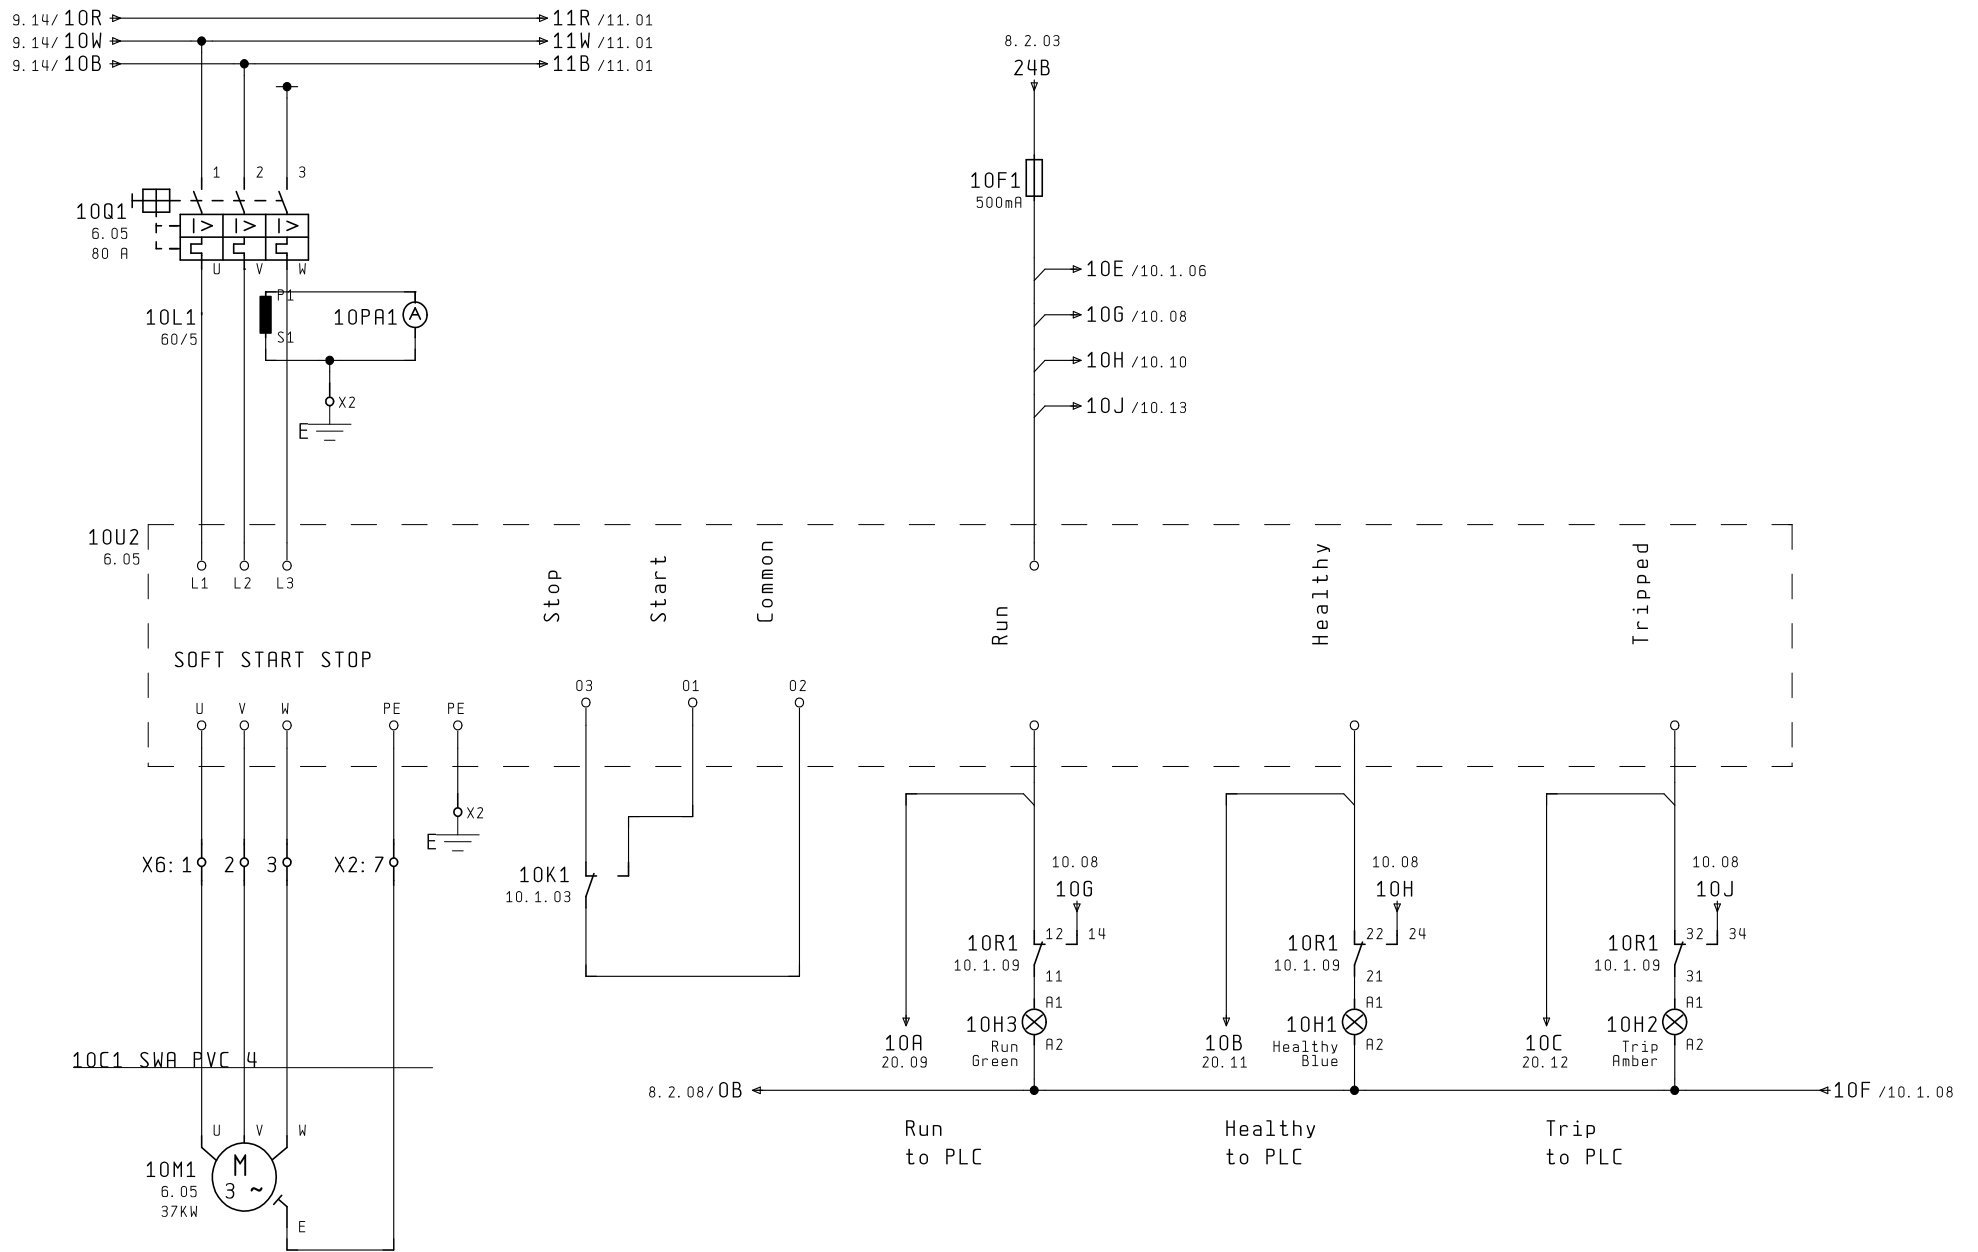 9.14/ 10R 11R /11.01
9.14/ 10W 11W /11.01
9.14/ 10B 11B /11.01
8.2.03
24B
1 2 3
10Q1
6.05
80 A
I> I> I>
U V W
10F1
500mA
10E /10.1.06
10G /10.08
10H /10.10
10J /10.13
P1
10L1
60/5
S1
10PA1 A
X2
E
10U2
6.05
L1 L2 L3
Stop
Start
Common
Run
Healthy
Tripped
SOFT START STOP
U V W PE PE
03 01 02
X2
E
X6: 1 2 3 X2: 7
10K1
10.1.03
10.08
10G
10R1 12 14
10.1.09 11
A1
10H3
Run A2
Green
10A
20.09
10.08
10H
10R1 22 24
10.1.09 21
A1
10H1
Healthy A2
Blue
10B
20.11
10.08
10J
10R1 32 34
10.1.09 31
A1
10H2
Trip A2
Amber
10C
20.12
10C1 SWA PVC 4
8.2.08/ 0B
10F /10.1.08
Run
to PLC
Healthy
to PLC
Trip
to PLC
U V W
10M1
6.05
37KW
M
3 ~
E